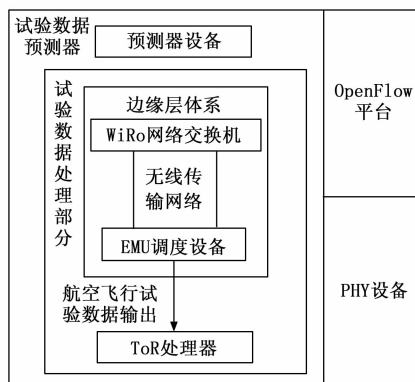 试验数据
预测器
预测器设备
试验数据处理部分
边缘层体系
WiRo网络交换机
无线传
输网络
EMU调度设备
航空飞行试
验数据输出
ToR处理器
OpenFlow
平台
PHY设备